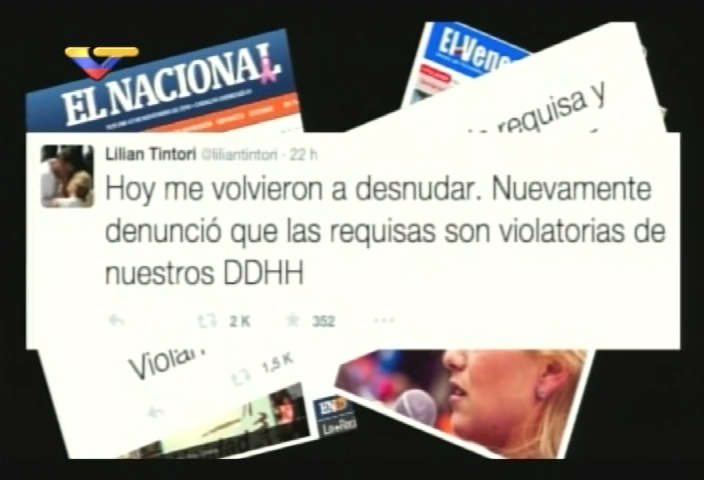 EL NACIONAL
El Vene
requisa y
Lilian Tintori @liliantintori · 22 h
Hoy me volvieron a desnudar. Nuevamente
denunció que las requisas son violatorias de
nuestros DDHH
2 K 352
Violan
1,5 K
EN